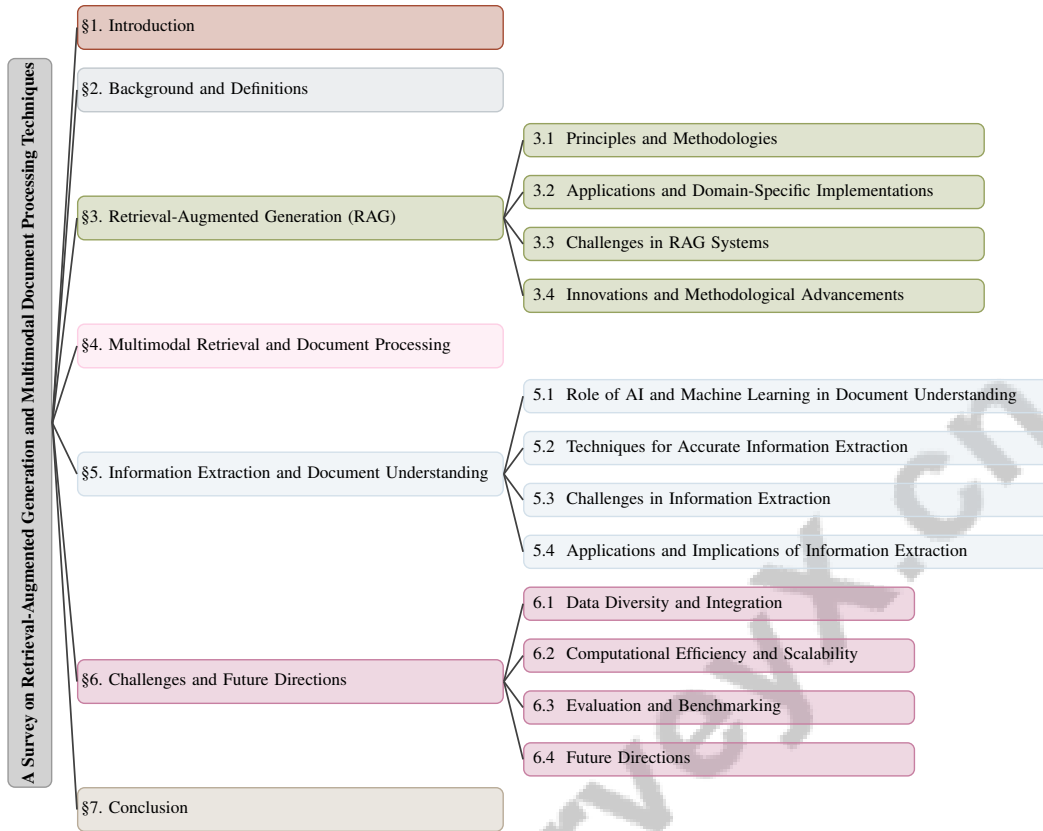 A Survey on Retrieval-Augmented Generation and Multimodal Document Processing Techniques
§1. Introduction
§2. Background and Definitions
§3. Retrieval-Augmented Generation (RAG)
3.1 Principles and Methodologies
3.2 Applications and Domain-Specific Implementations
3.3 Challenges in RAG Systems
3.4 Innovations and Methodological Advancements
§4. Multimodal Retrieval and Document Processing
§5. Information Extraction and Document Understanding
5.1 Role of AI and Machine Learning in Document Understanding
5.2 Techniques for Accurate Information Extraction
5.3 Challenges in Information Extraction
5.4 Applications and Implications of Information Extraction
§6. Challenges and Future Directions
6.1 Data Diversity and Integration
6.2 Computational Efficiency and Scalability
6.3 Evaluation and Benchmarking
6.4 Future Directions
§7. Conclusion
rveyx.cn